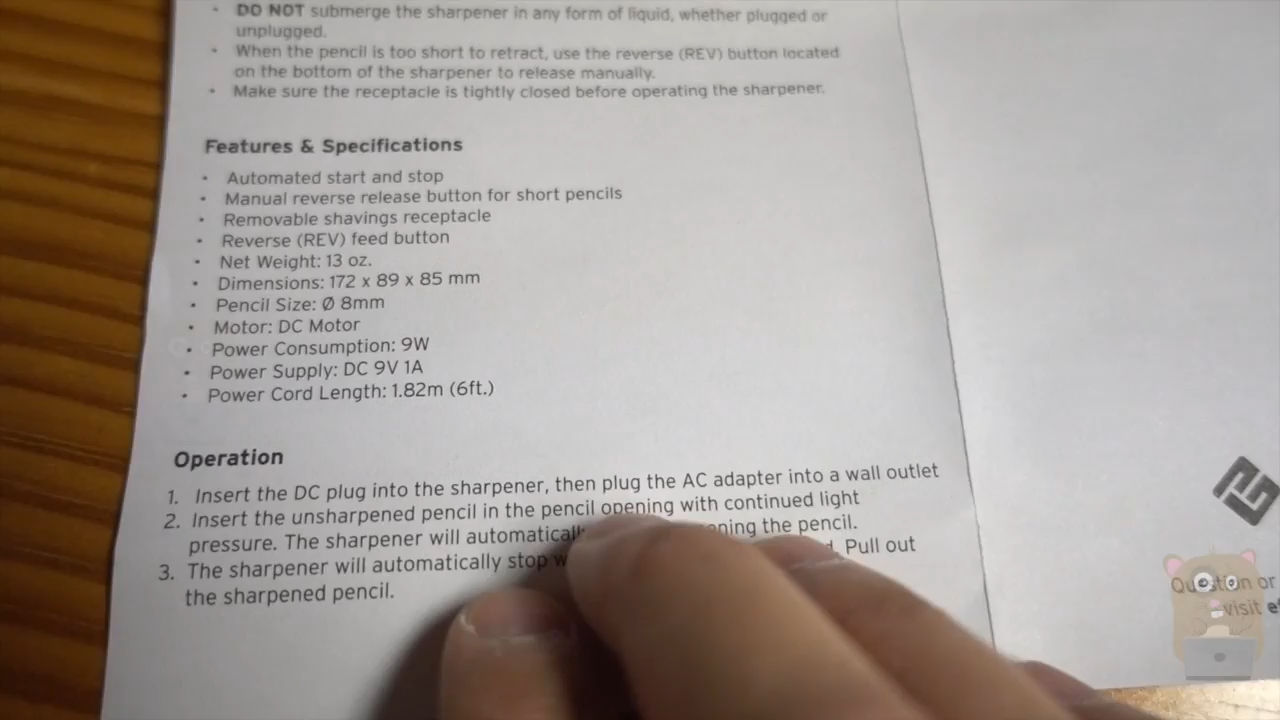 • DO NOT submerge the sharpener in any form of liquid, whether plugged or
unplugged.
• When the pencil is too short to retract, use the reverse (REV) button located
on the bottom of the sharpener to release manually.
• Make sure the receptacle is tightly closed before operating the sharpener.
Features & Specifications
• Automated start and stop
• Manual reverse release button for short pencils
• Removable shavings receptacle
• Reverse (REV) feed button
• Net Weight: 13 oz.
• Dimensions: 172 x 89 x 85 mm
• Pencil Size: Ø 8mm
• Motor: DC Motor
• Power Consumption: 9W
• Power Supply: DC 9V 1A
• Power Cord Length: 1.82m (6ft.)
Operation
1. Insert the DC plug into the sharpener, then plug the AC adapter into a wall outlet
2. Insert the unsharpened pencil in the pencil opening with continued light
pressure. The sharpener will the pencil.
3. The sharpener will automatically stop Pull out
the sharpened pencil.
Question or
visit